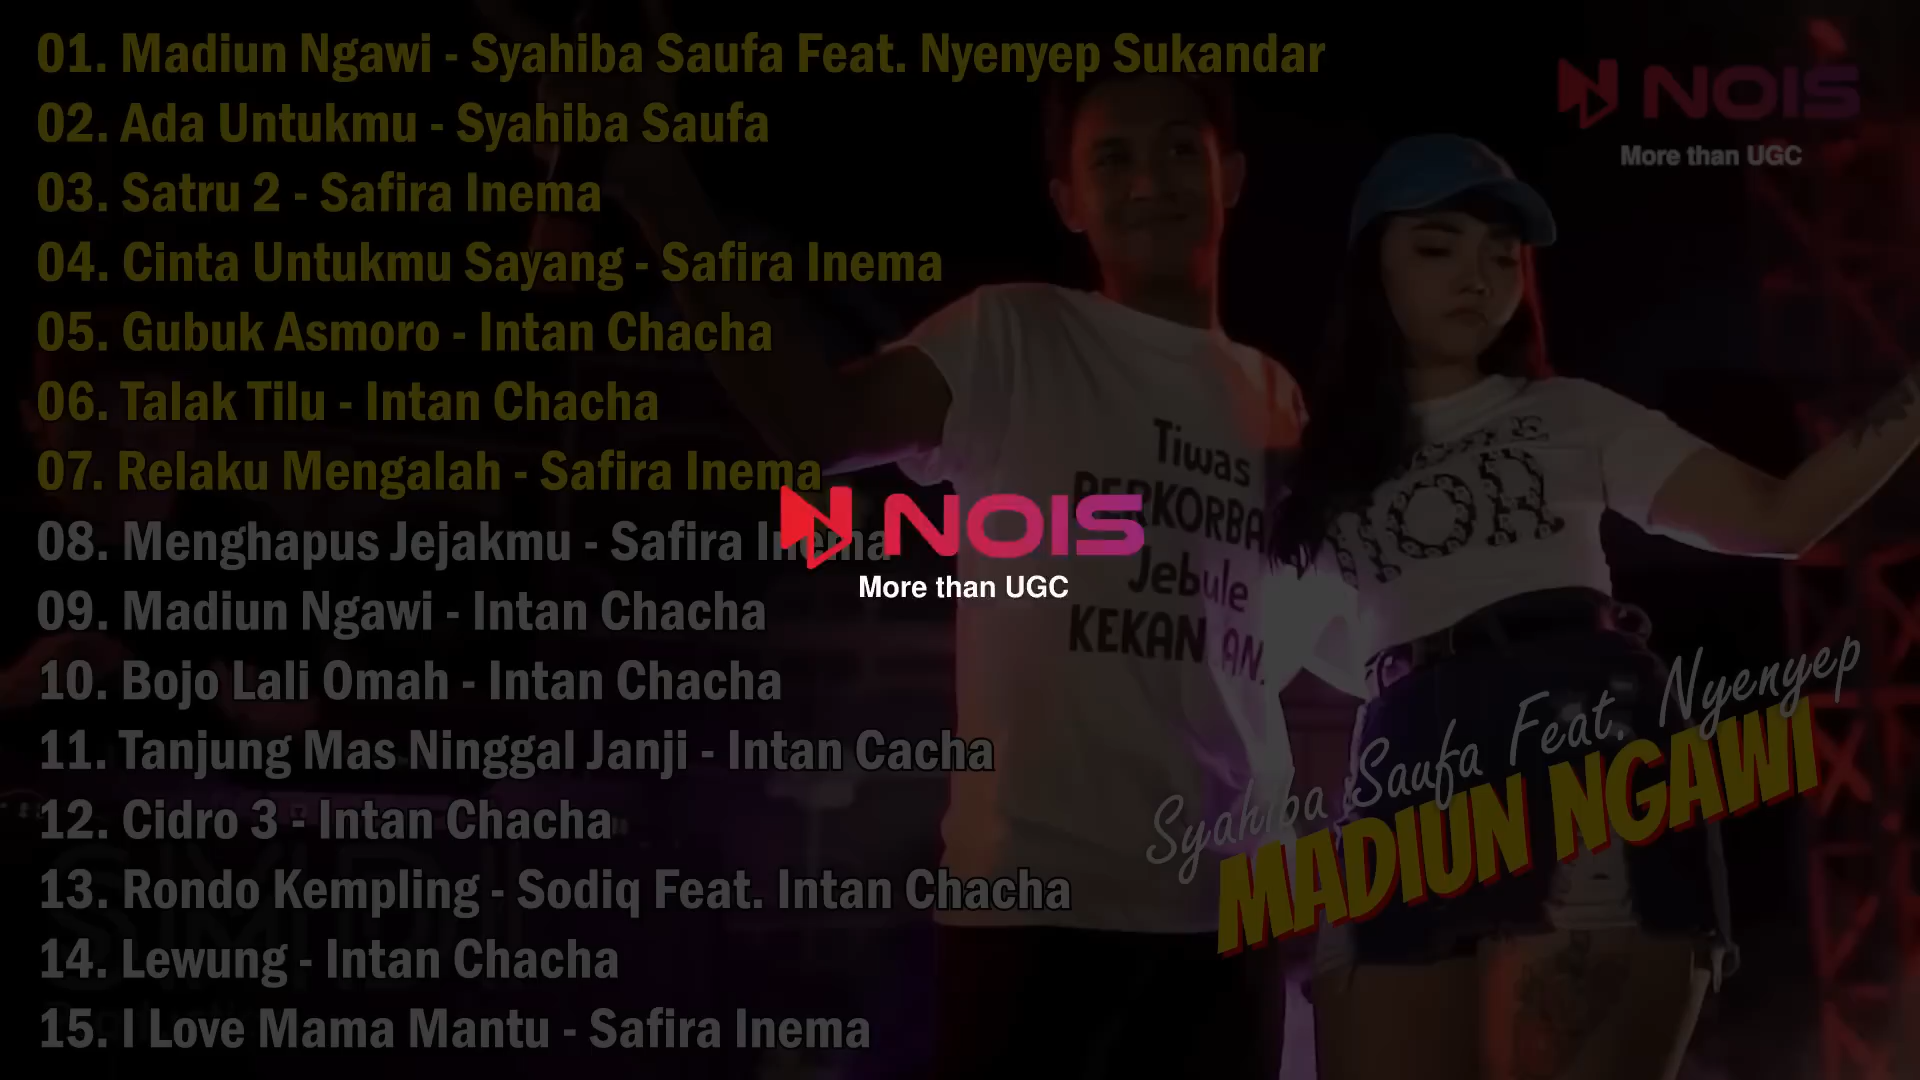 01. Madiun Ngawi - Syahiba Saufa Feat. Nyenyep Sukandar
02. Ada Untukmu - Syahiba Saufa
03. Satru 2 - Safira Inema
04. Cinta Untukmu Sayang - Safira Inema
05. Gubuk Asmoro - Intan Chacha
06. Talak Tilu - Intan Chacha
07. Relaku Mengalah - Safira Inema
08. Menghapus Jejakmu - Safira Inema
09. Madiun Ngawi - Intan Chacha
10. Bojo Lali Omah - Intan Chacha
11. Tanjung Mas Ninggal Janji - Intan Cacha
12. Cidro 3 - Intan Chacha
13. Rondo Kempling - Sodiq Feat. Intan Chacha
14. Lewung - Intan Chacha
15. I Love Mama Mantu - Safira Inema
NOIS
More than UGC
NOIS
More than UGC
Tiwas
Jebule
Syahiba Saufa Feat. Nyenyep
MADIUN NGAWI